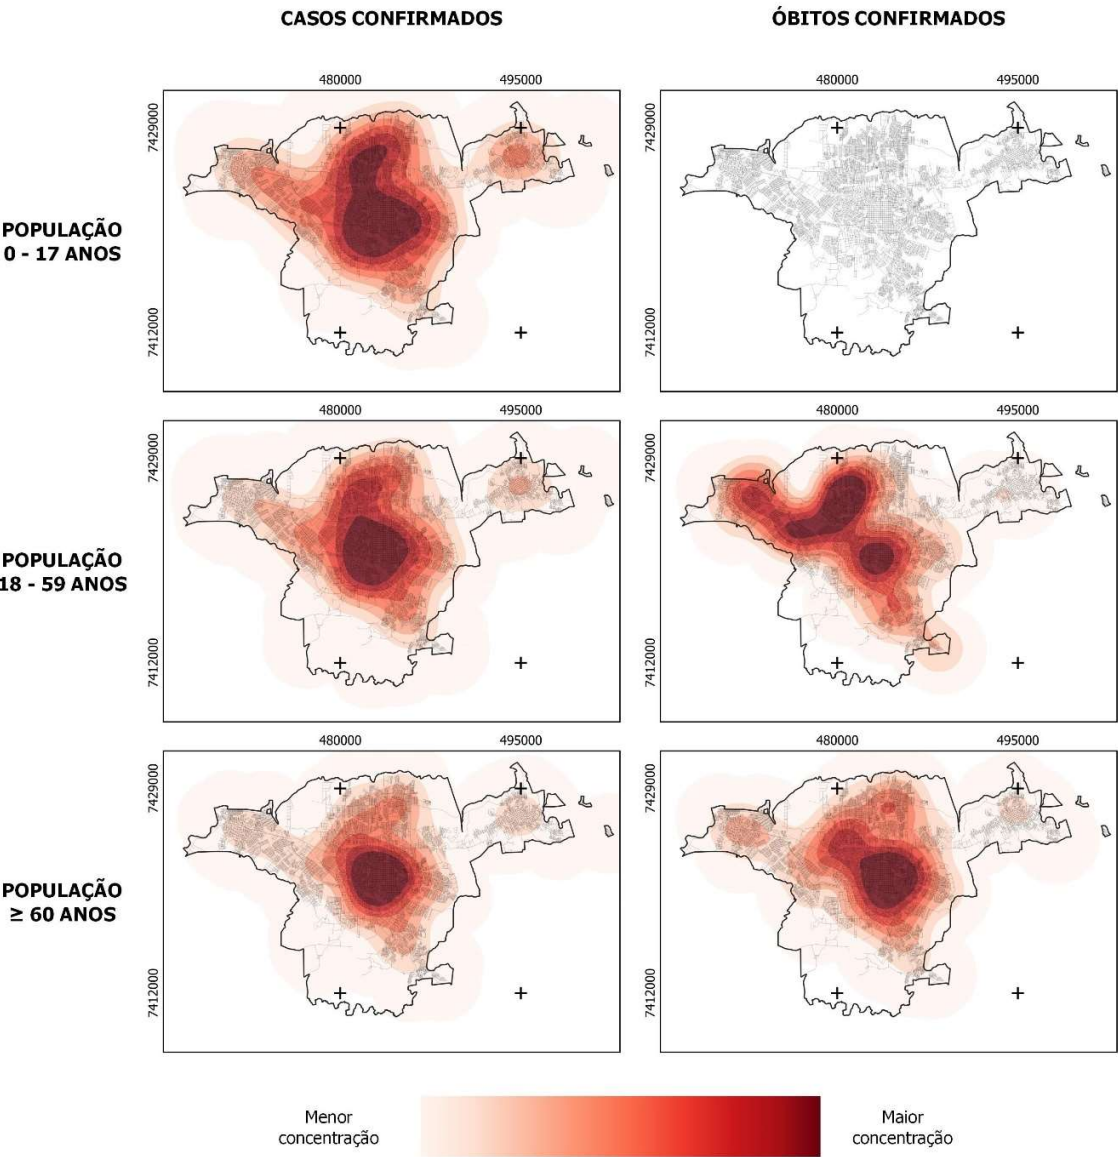 CASOS CONFIRMADOS
ÓBITOS CONFIRMADOS
480000
495000
480000
495000
7429000
7412000
7429000
7412000
POPULAÇÃO
0 - 17 ANOS
480000
495000
480000
495000
7429000
7412000
7429000
7412000
POPULAÇÃO
18 - 59 ANOS
480000
495000
480000
495000
7429000
7412000
7429000
7412000
POPULAÇÃO
≥ 60 ANOS
Menor
concentração
Maior
concentração